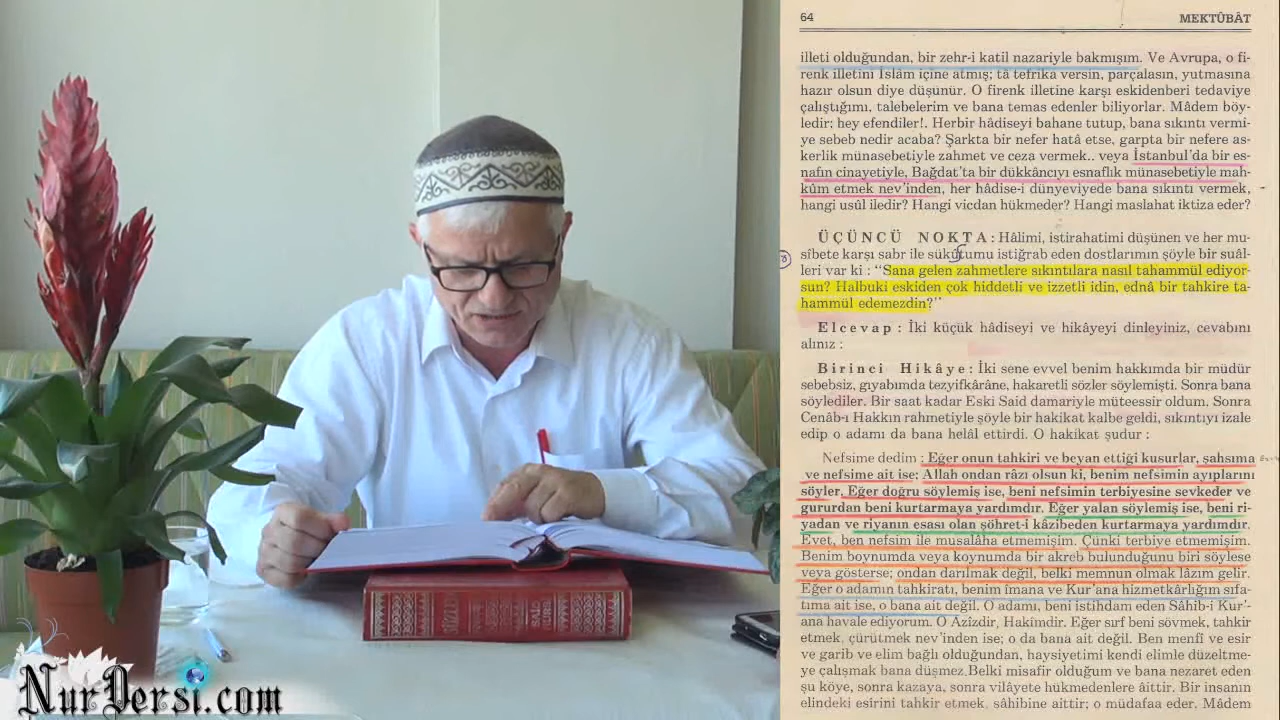 64
MEKTÛBÂT
illeti olduğundan, bir zehr-i katil nazariyle bakmışım. Ve Avrupa, o fi-
renk illetini İslâm içine atmış; tâ tefrika versin, parçalasın, yutmasına
hazır olsun diye düşünür. O firenk illetine karşı eskidenberi tedaviye
çalıştığımı, talebelerim ve bana temas edenler biliyorlar. Mâdem böy-
ledir; hey efendiler!. Herbir hâdiseyi bahane tutup, bana sıkıntı vermi-
ye sebeb nedir acaba? Şarkta bir nefer hatâ etse, garpta bir nefere as-
kerlik münasebetiyle zahmet ve ceza vermek.. veya İstanbul'da bir es-
nafın cinayetiyle, Bağdat'ta bir dükkâncıyı esnaflık münasebetiyle mah-
kûm etmek nev'inden, her hâdise-i dünyeviyede bana sıkıntı vermek,
hangi usûl iledir? Hangi vicdan hükmeder? Hangi maslahat iktiza eder?
ÜÇÜNCÜ NOKTA : Hâlimi, istirahatimi düşünen ve her mu-
sîbete karşı sabr ile sükûtumu istiğrab eden dostlarımın şöyle bir suâl-
leri var ki : "Sana gelen zahmetlere sıkıntılara nasıl tahammül ediyor-
sun? Halbuki eskiden çok hiddetli ve izzetli idin, ednâ bir tahkire ta-
hammül edemezdin?"
Elcevap : İki küçük hâdiseyi ve hikâyeyi dinleyiniz, cevabını
alınız :
Birinci Hikâye : İki sene evvel benim hakkımda bir müdür
sebebsiz, gıyabımda tezyifkârâne, hakaretli sözler söylemişti. Sonra bana
söylediler. Bir saat kadar Eski Said damariyle müteessir oldum. Sonra
Cenâb-ı Hakkın rahmetiyle şöyle bir hakikat kalbe geldi, sıkıntıyı izale
edip o adamı da bana helâl ettirdi. O hakikat şudur :
Nefsime dedim : Eğer onun tahkiri ve beyan ettiği kusurlar, şahsıma
ve nefsime ait ise; Allah ondan râzı olsun ki, benim nefsimin ayıplarını
söyler. Eğer doğru söylemiş ise, beni nefsimin terbiyesine sevkeder ve
gururdan beni kurtarmaya yardımdır. Eğer yalan söylemiş ise, beni ri-
yadan ve riyanın esası olan şöhret-i kâzibeden kurtarmaya yardımdır.
Evet, ben nefsim ile musalâha etmemişim. Çünki terbiye etmemişim.
Benim boynumda veya koynumda bir akreb bulunduğunu biri söylese
veya gösterse; ondan darılmak değil, belki memnun olmak lâzım gelir.
Eğer o adamın tahkiratı, benim îmana ve Kur'ana hizmetkârlığım sıfa-
tıma ait ise, o bana ait değil. O adamı, beni istihdam eden Sâhib-i Kur'-
ana havale ediyorum. O Azîzdir, Hakîmdir. Eğer sırf beni sövmek, tahkir
etmek, çürütmek nev'inden ise; o da bana ait değil. Ben menfî ve esir
ve garib ve elim bağlı olduğundan, haysiyetimi kendi elimle düzeltme-
ye çalışmak bana düşmez. Belki misafir olduğum ve bana nezaret eden
şu köye, sonra kazaya, sonra vilâyete hükmedenlere âittir. Bir insanın
elindeki esirini tahkir etmek, sâhibine aittir; o müdafaa eder. Mâdem
SÖZLER
SAİD
NurDersi.com